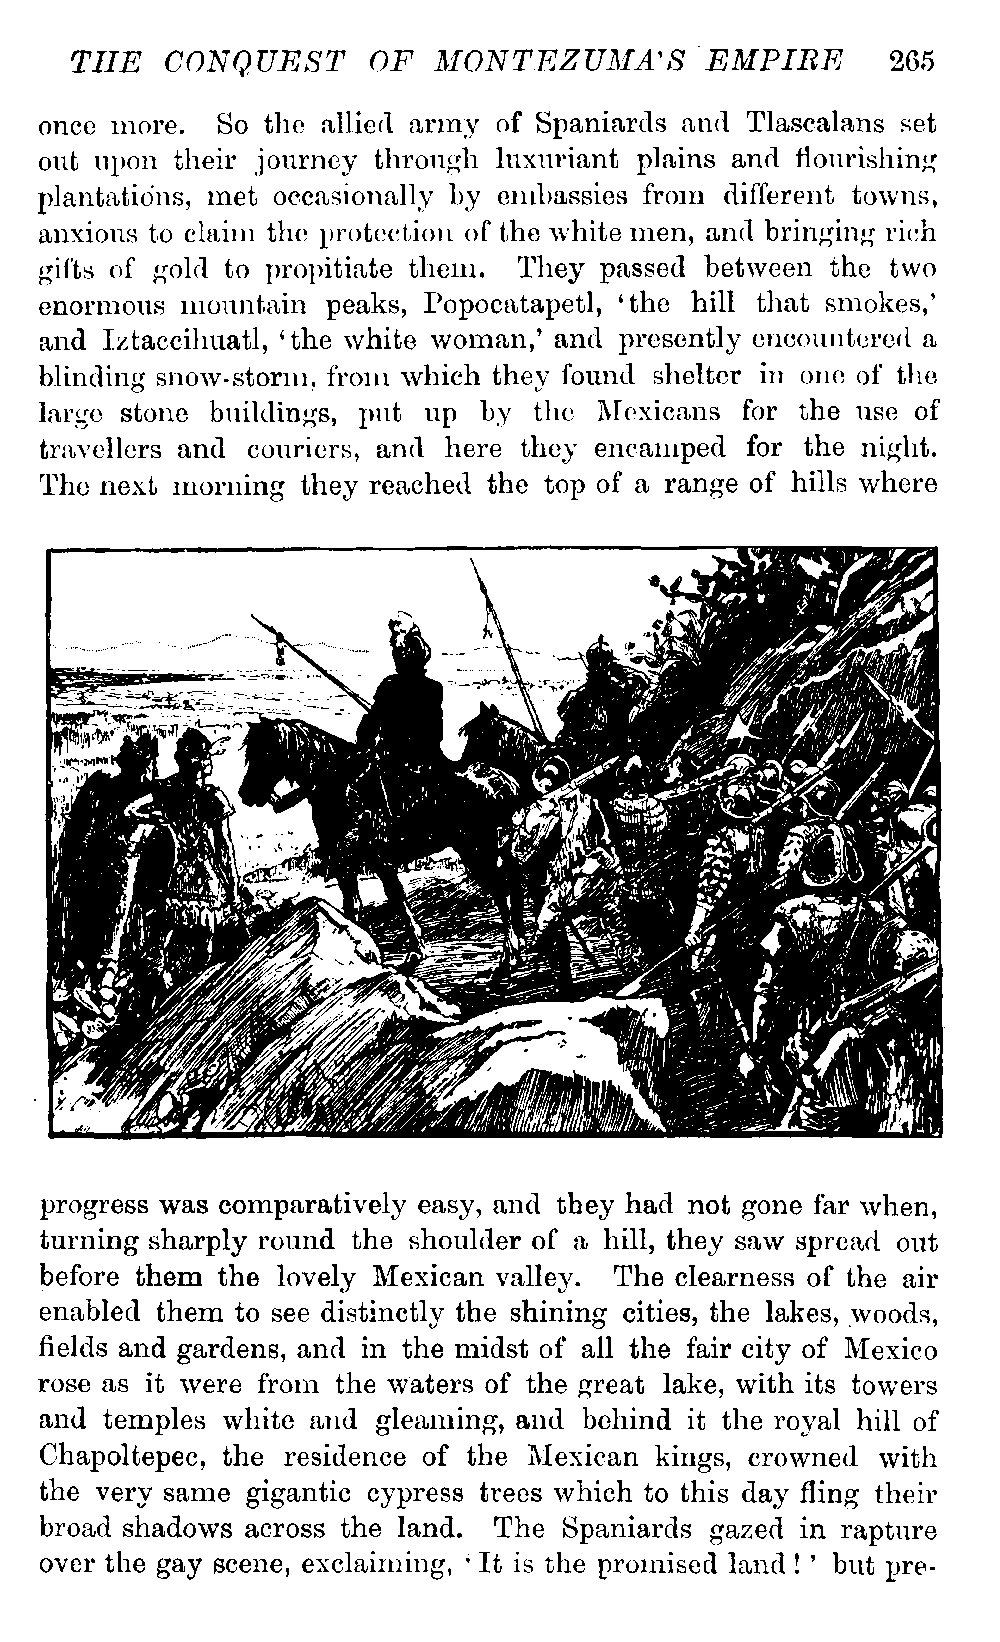 THE CONQUEST OF MONTEZUMA'S EMPIRE 265
once more. So the allied army of Spaniards and Tlascalans set
out upon their journey through luxuriant plains and flourishing
plantations, met occasionally by embassies from different towns,
anxious to claim the protection of the white men, and bringing rich
gifts of gold to propitiate them. They passed between the two
enormous mountain peaks, Popocatapetl, 'the hill that smokes,'
and Iztaccihuatl, 'the white woman,' and presently encountered a
blinding snow-storm, from which they found shelter in one of the
large stone buildings, put up by the Mexicans for the use of
travellers and couriers, and here they encamped for the night.
The next morning they reached the top of a range of hills where
progress was comparatively easy, and they had not gone far when,
turning sharply round the shoulder of a hill, they saw spread out
before them the lovely Mexican valley. The clearness of the air
enabled them to see distinctly the shining cities, the lakes, woods,
fields and gardens, and in the midst of all the fair city of Mexico
rose as it were from the waters of the great lake, with its towers
and temples white and gleaming, and behind it the royal hill of
Chapoltepec, the residence of the Mexican kings, crowned with
the very same gigantic cypress trees which to this day fling their
broad shadows across the land. The Spaniards gazed in rapture
over the gay scene, exclaiming, 'It is the promised land!' but pre-